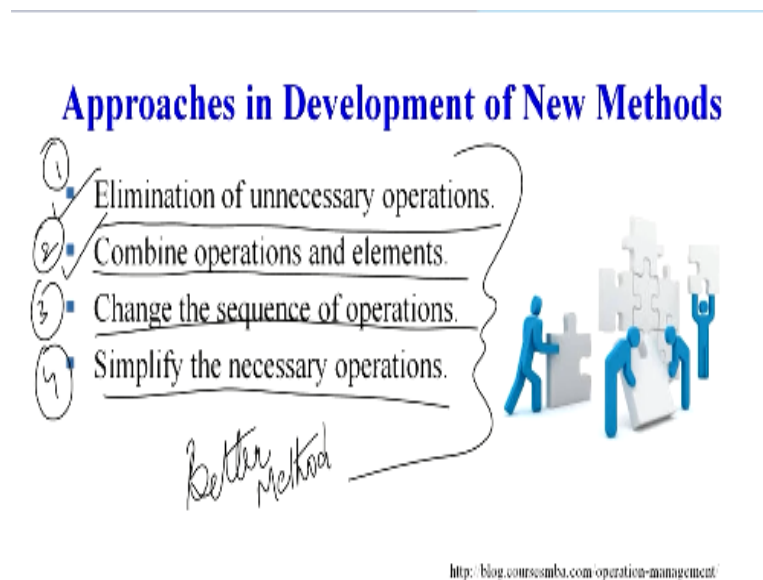 Approaches in Development of New Methods
1
Elimination of unnecessary operations.
2
Combine operations and elements.
3
Change the sequence of operations.
4
Simplify the necessary operations.
Better
Method
http://blog.coursesmba.com/operation-management/